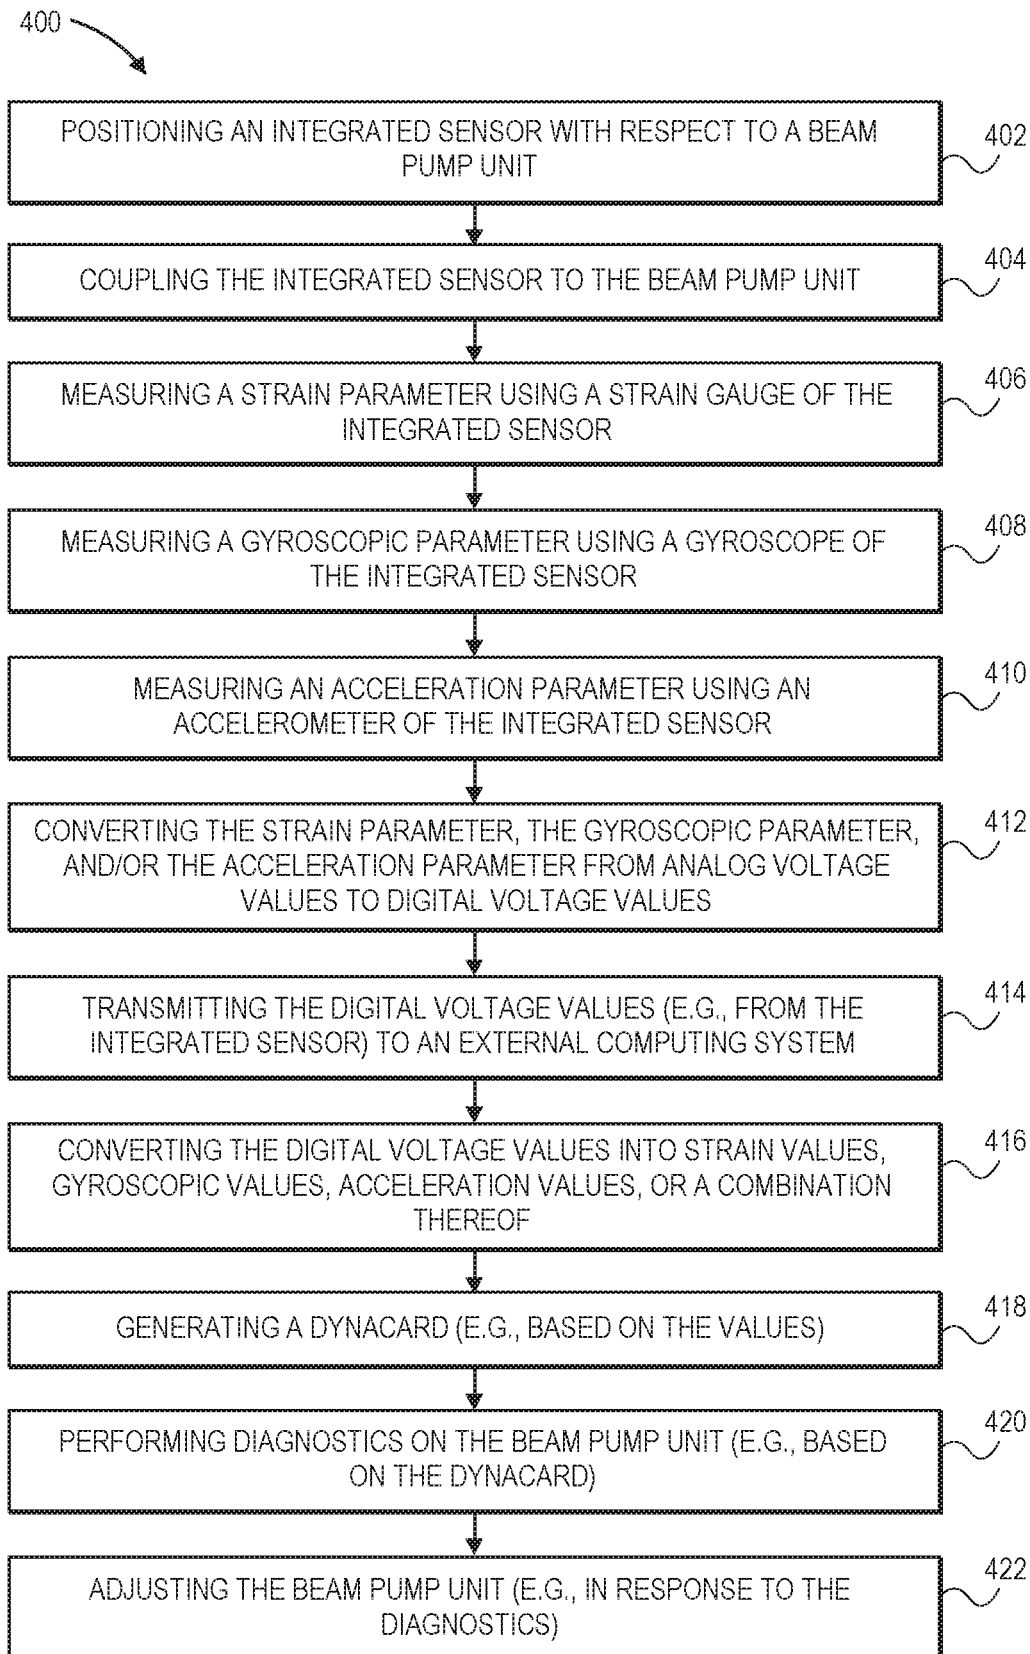 400
POSITIONING AN INTEGRATED SENSOR WITH RESPECT TO A BEAM
PUMP UNIT
402
COUPLING THE INTEGRATED SENSOR TO THE BEAM PUMP UNIT
404
MEASURING A STRAIN PARAMETER USING A STRAIN GAUGE OF THE
INTEGRATED SENSOR
406
MEASURING A GYROSCOPIC PARAMETER USING A GYROSCOPE OF
THE INTEGRATED SENSOR
408
MEASURING AN ACCELERATION PARAMETER USING AN
ACCELEROMETER OF THE INTEGRATED SENSOR
410
CONVERTING THE STRAIN PARAMETER, THE GYROSCOPIC PARAMETER,
AND/OR THE ACCELERATION PARAMETER FROM ANALOG VOLTAGE
VALUES TO DIGITAL VOLTAGE VALUES
412
TRANSMITTING THE DIGITAL VOLTAGE VALUES (E.G., FROM THE
INTEGRATED SENSOR) TO AN EXTERNAL COMPUTING SYSTEM
414
CONVERTING THE DIGITAL VOLTAGE VALUES INTO STRAIN VALUES,
GYROSCOPIC VALUES, ACCELERATION VALUES, OR A COMBINATION
THEREOF
416
GENERATING A DYNACARD (E.G., BASED ON THE VALUES)
418
PERFORMING DIAGNOSTICS ON THE BEAM PUMP UNIT (E.G., BASED
ON THE DYNACARD)
420
ADJUSTING THE BEAM PUMP UNIT (E.G., IN RESPONSE TO THE
DIAGNOSTICS)
422